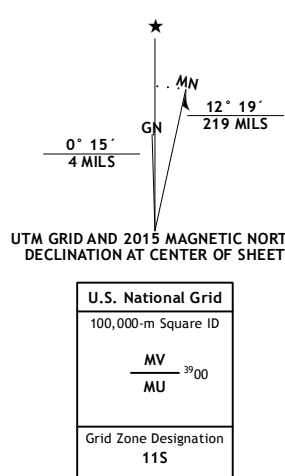 ★
MN
GN
12° 19´
219 MILS
0° 15´
4 MILS
UTM GRID AND 2015 MAGNETIC NORT
DECLINATION AT CENTER OF SHEET
U.S. National Grid
100,000-m Square ID
MV
3900
MU
Grid Zone Designation
11S